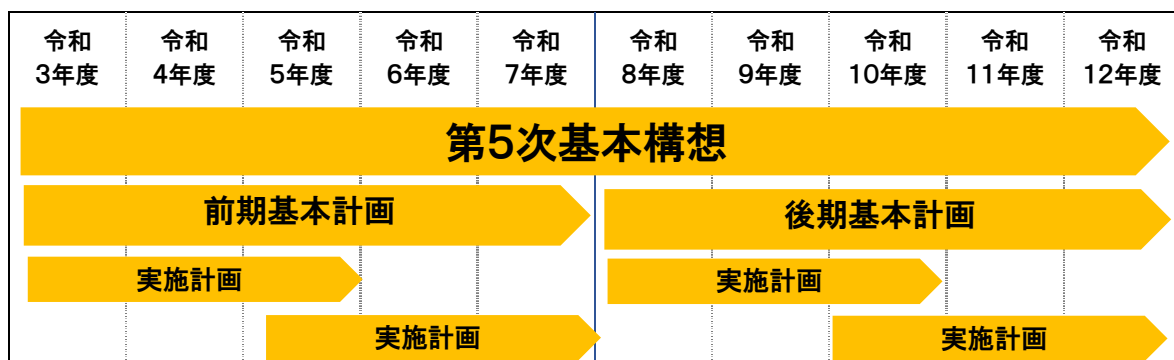 令和 令和 令和 令和 令和 令和 令和 令和 令和 令和
3年度 4年度 5年度 6年度 7年度 8年度 9年度 10年度 11年度 12年度
第5次基本構想
前期基本計画 後期基本計画
実施計画 実施計画
実施計画 実施計画